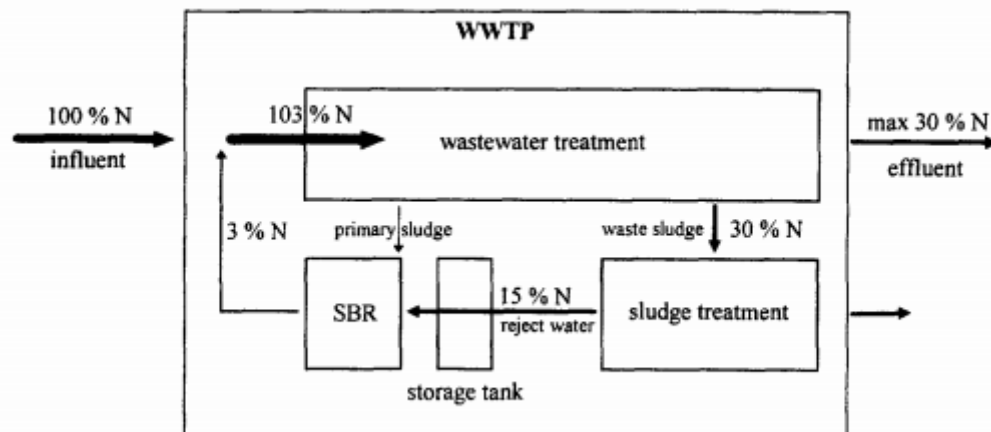 WWTP
100 % N
influent
103 % N
wastewater treatment
max 30 % N
effluent
3 % N
primary sludge
waste sludge
30 % N
SBR
15 % N
reject water
sludge treatment
storage tank